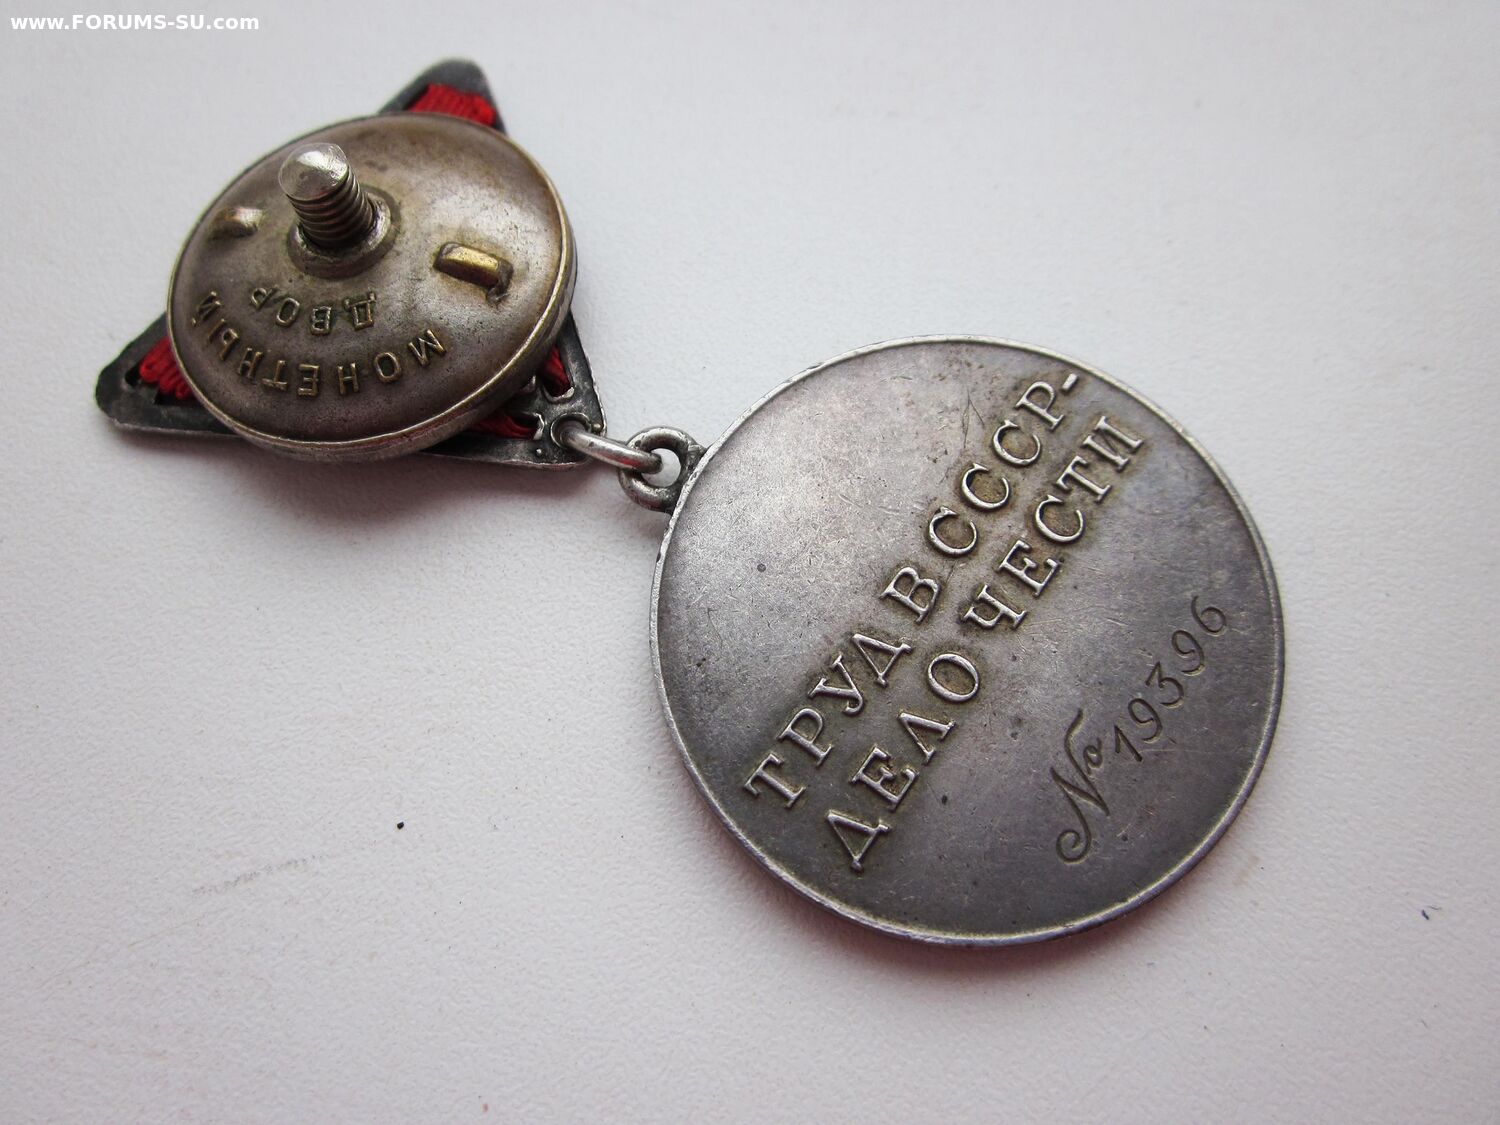 www.FORUMS-SU.com
МОНЕТНЫЙ
ДВОР
ТРУД В СССР-
ДЕЛО ЧЕСТИ
№ 19396